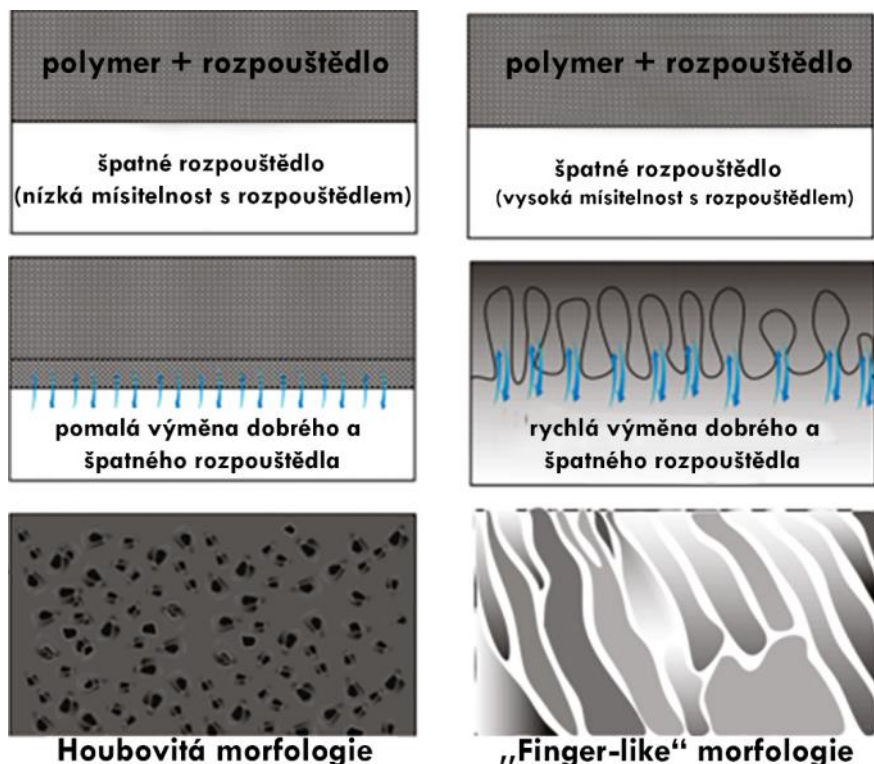 polymer + rozpouštědlo
špatné rozpouštědlo
(nízká mísitelnost s rozpouštědlem)
pomalá výměna dobrého a
špatného rozpouštědla
Houbovitá morfologie
polymer + rozpouštědlo
špatné rozpouštědlo
(vysoká mísitelnost s rozpouštědlem)
rychlá výměna dobrého a
špatného rozpouštědla
„Finger-like“ morfologie